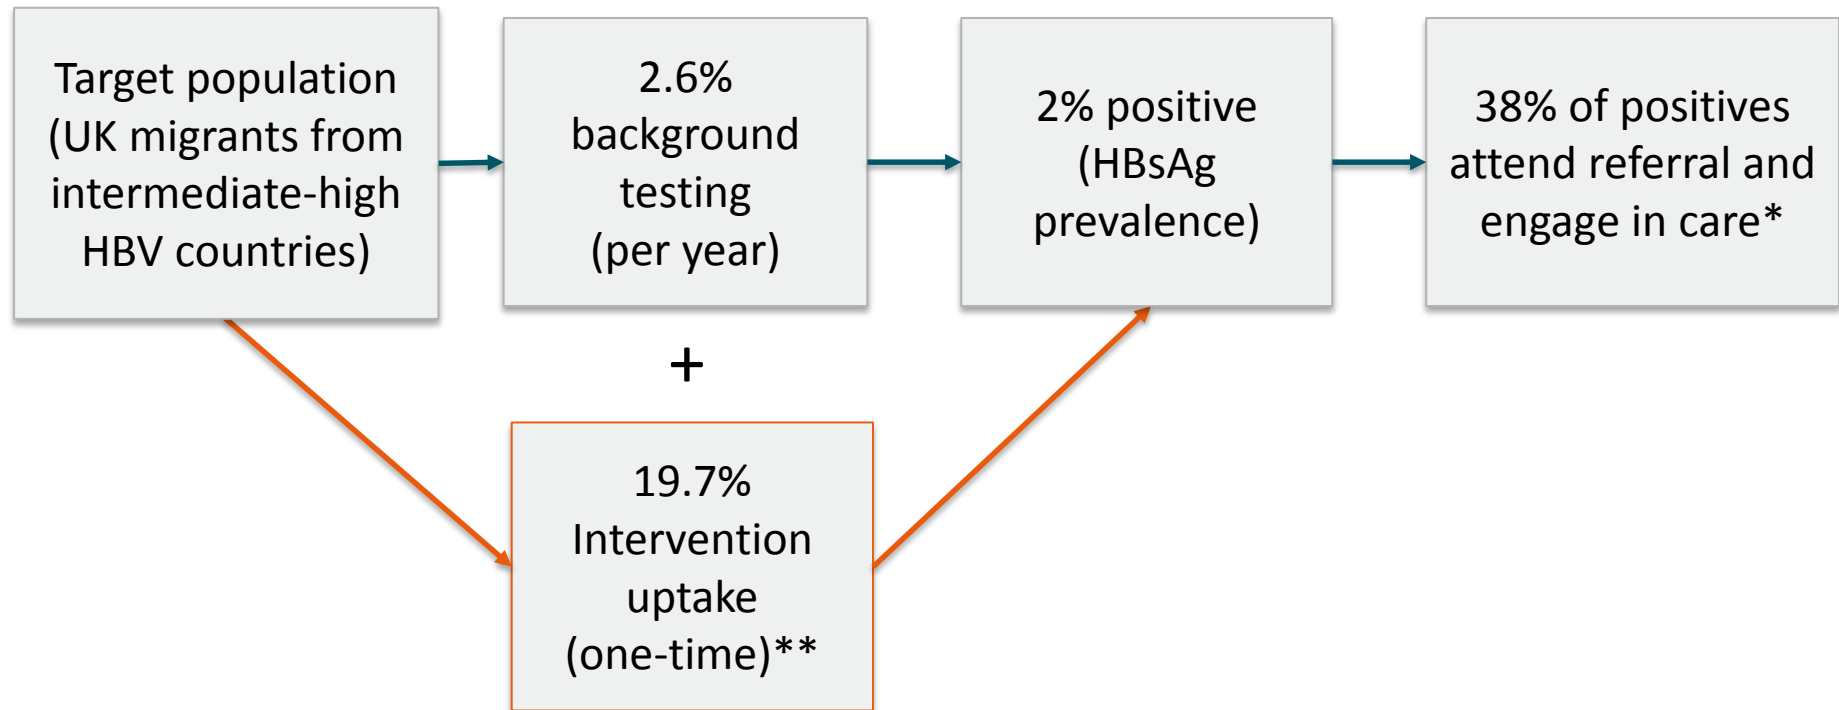 Target population
(UK migrants from
intermediate-high
HBV countries)
2.6%
background
testing
(per year)
2% positive
(HBsAg
prevalence)
38% of positives
attend referral and
engage in care*
+
19.7%
Intervention
uptake
(one-time)**